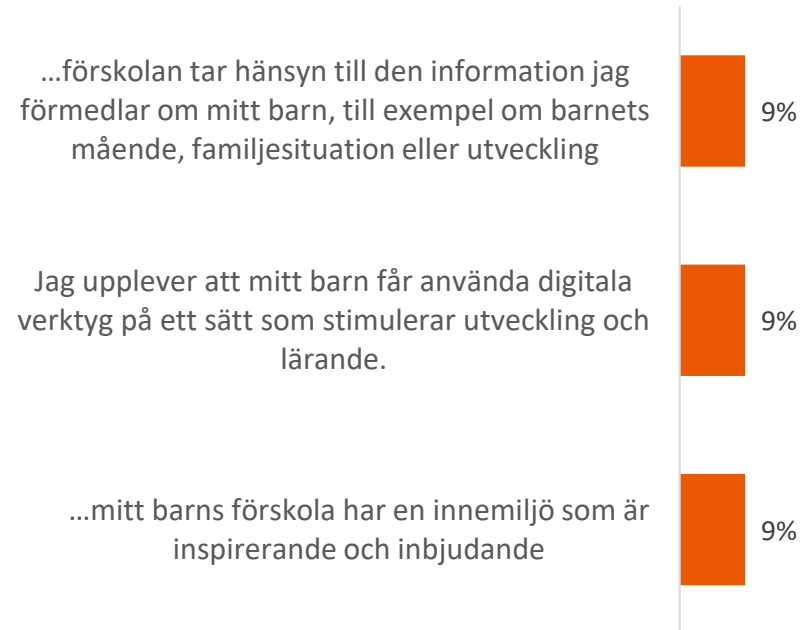 …förskolan tar hänsyn till den information jag
förmedlar om mitt barn, till exempel om barnets
mående, familjesituation eller utveckling
9%
Jag upplever att mitt barn får använda digitala
verktyg på ett sätt som stimulerar utveckling och
lärande.
9%
…mitt barns förskola har en innemiljö som är
inspirerande och inbjudande
9%